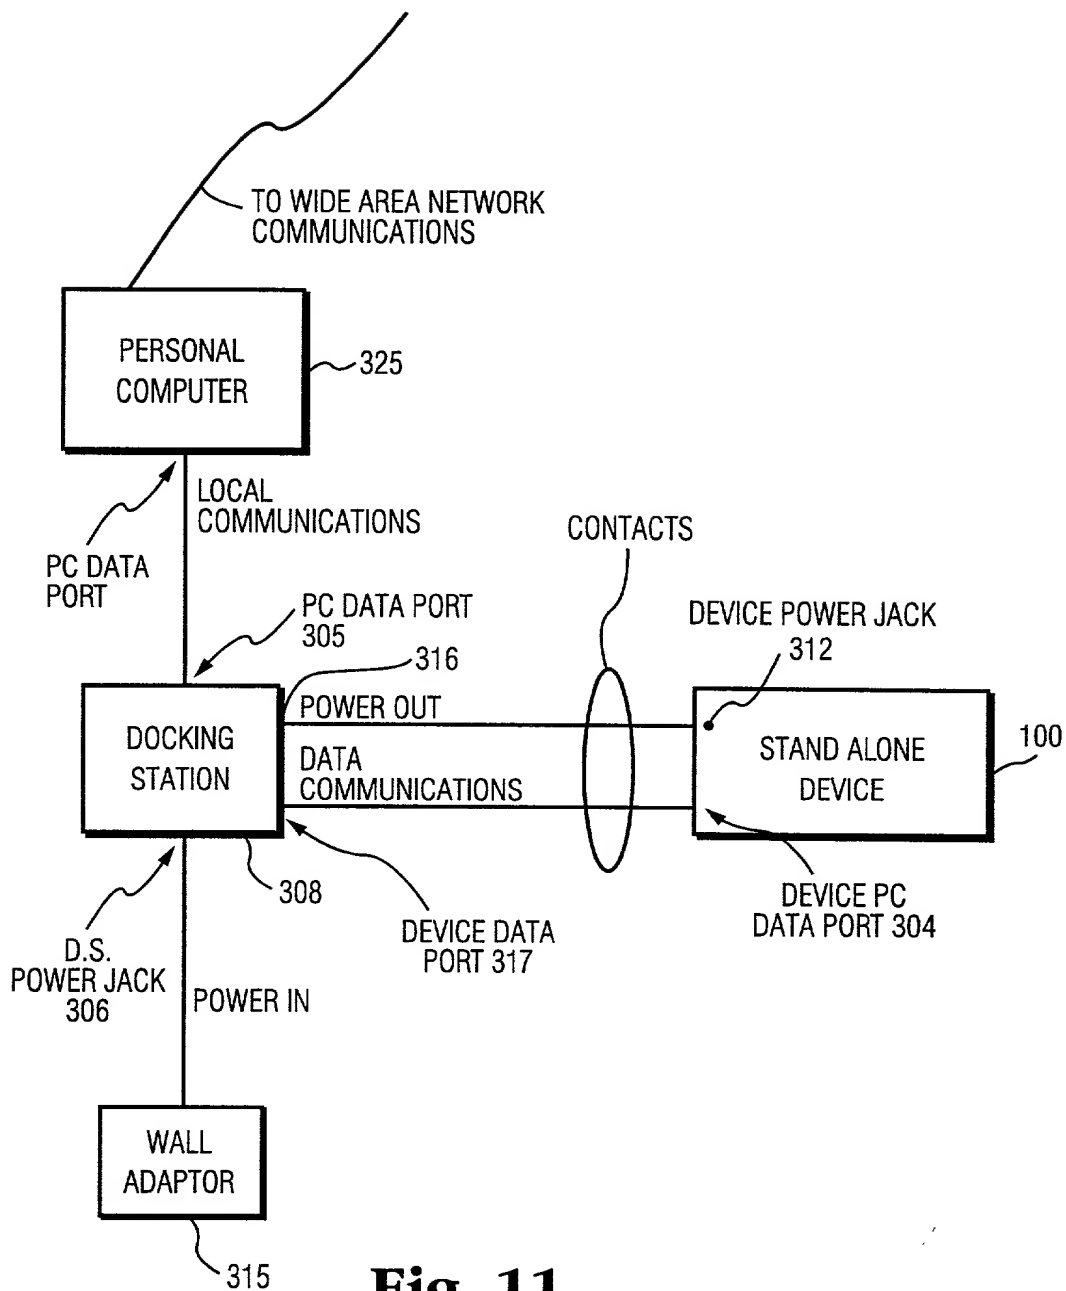 TO WIDE AREA NETWORK
COMMUNICATIONS
PERSONAL
COMPUTER
325
LOCAL
COMMUNICATIONS
PC DATA
PORT
CONTACTS
PC DATA PORT
305
316
DEVICE POWER JACK
312
POWER OUT
DOCKING
STATION
DATA
COMMUNICATIONS
STAND ALONE
DEVICE
100
308
DEVICE PC
DATA PORT 304
DEVICE DATA
PORT 317
D.S.
POWER JACK
306
POWER IN
WALL
ADAPTOR
315
Fig. 11